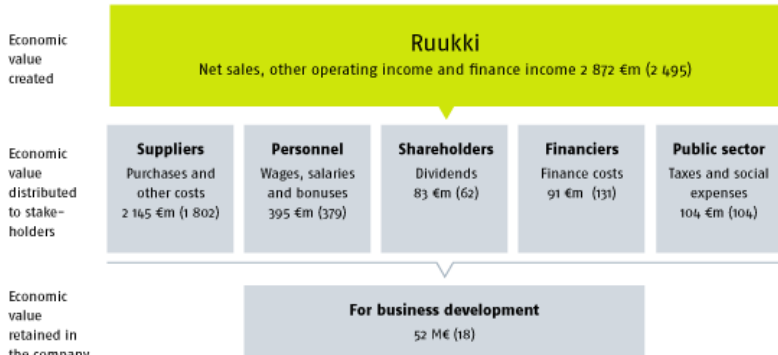 Economic
value
created
Ruukki
Net sales, other operating income and finance income 2 872 €m (2 495)
Economic
value
distributed
to stake-
holders
Suppliers
Purchases and
other costs
2 145 €m (1 802)
Personnel
Wages, salaries
and bonuses
395 €m (379)
Shareholders
Dividends
83 €m (62)
Financiers
Finance costs
91 €m (131)
Public sector
Taxes and social
expenses
104 €m (104)
Economic
value
retained in
the company
For business development
52 M€ (18)